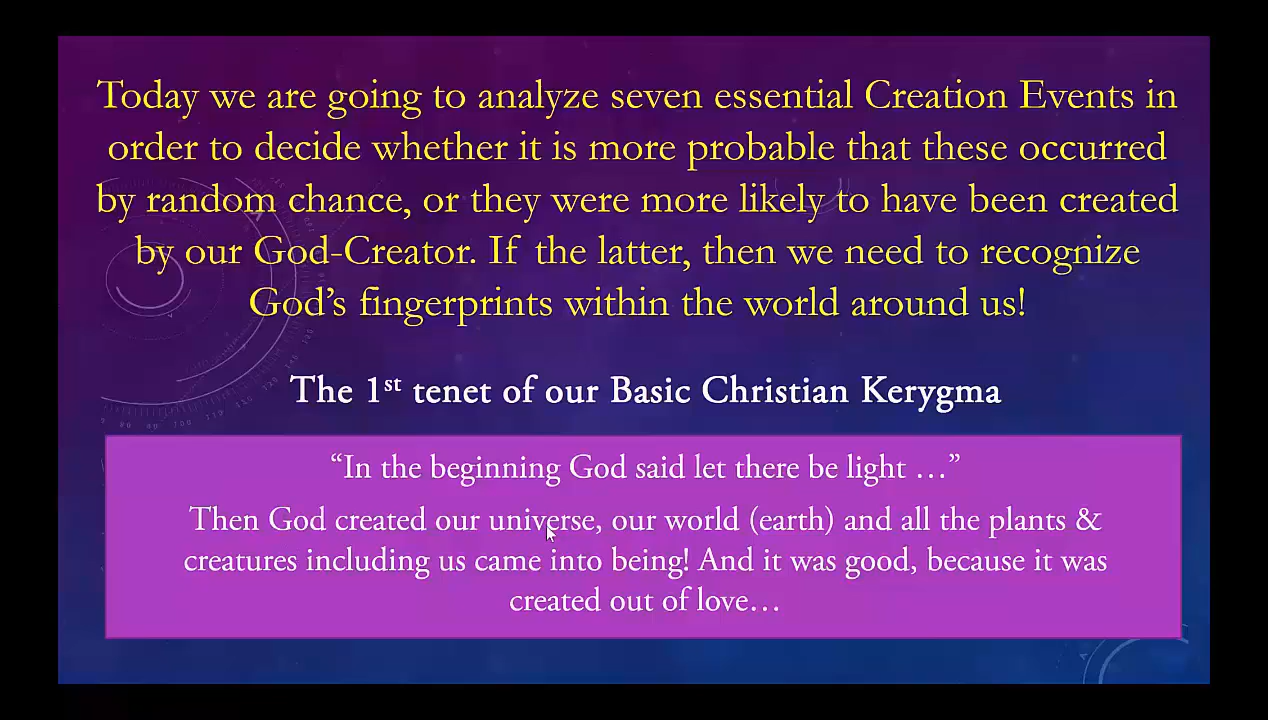 Today we are going to analyze seven essential Creation Events in
order to decide whether it is more probable that these occurred
by random chance, or they were more likely to have been created
by our God-Creator. If the latter, then we need to recognize
God’s fingerprints within the world around us!
The 1st tenet of our Basic Christian Kerygma
“In the beginning God said let there be light …”
Then God created our universe, our world (earth) and all the plants &
creatures including us came into being! And it was good, because it was
created out of love…